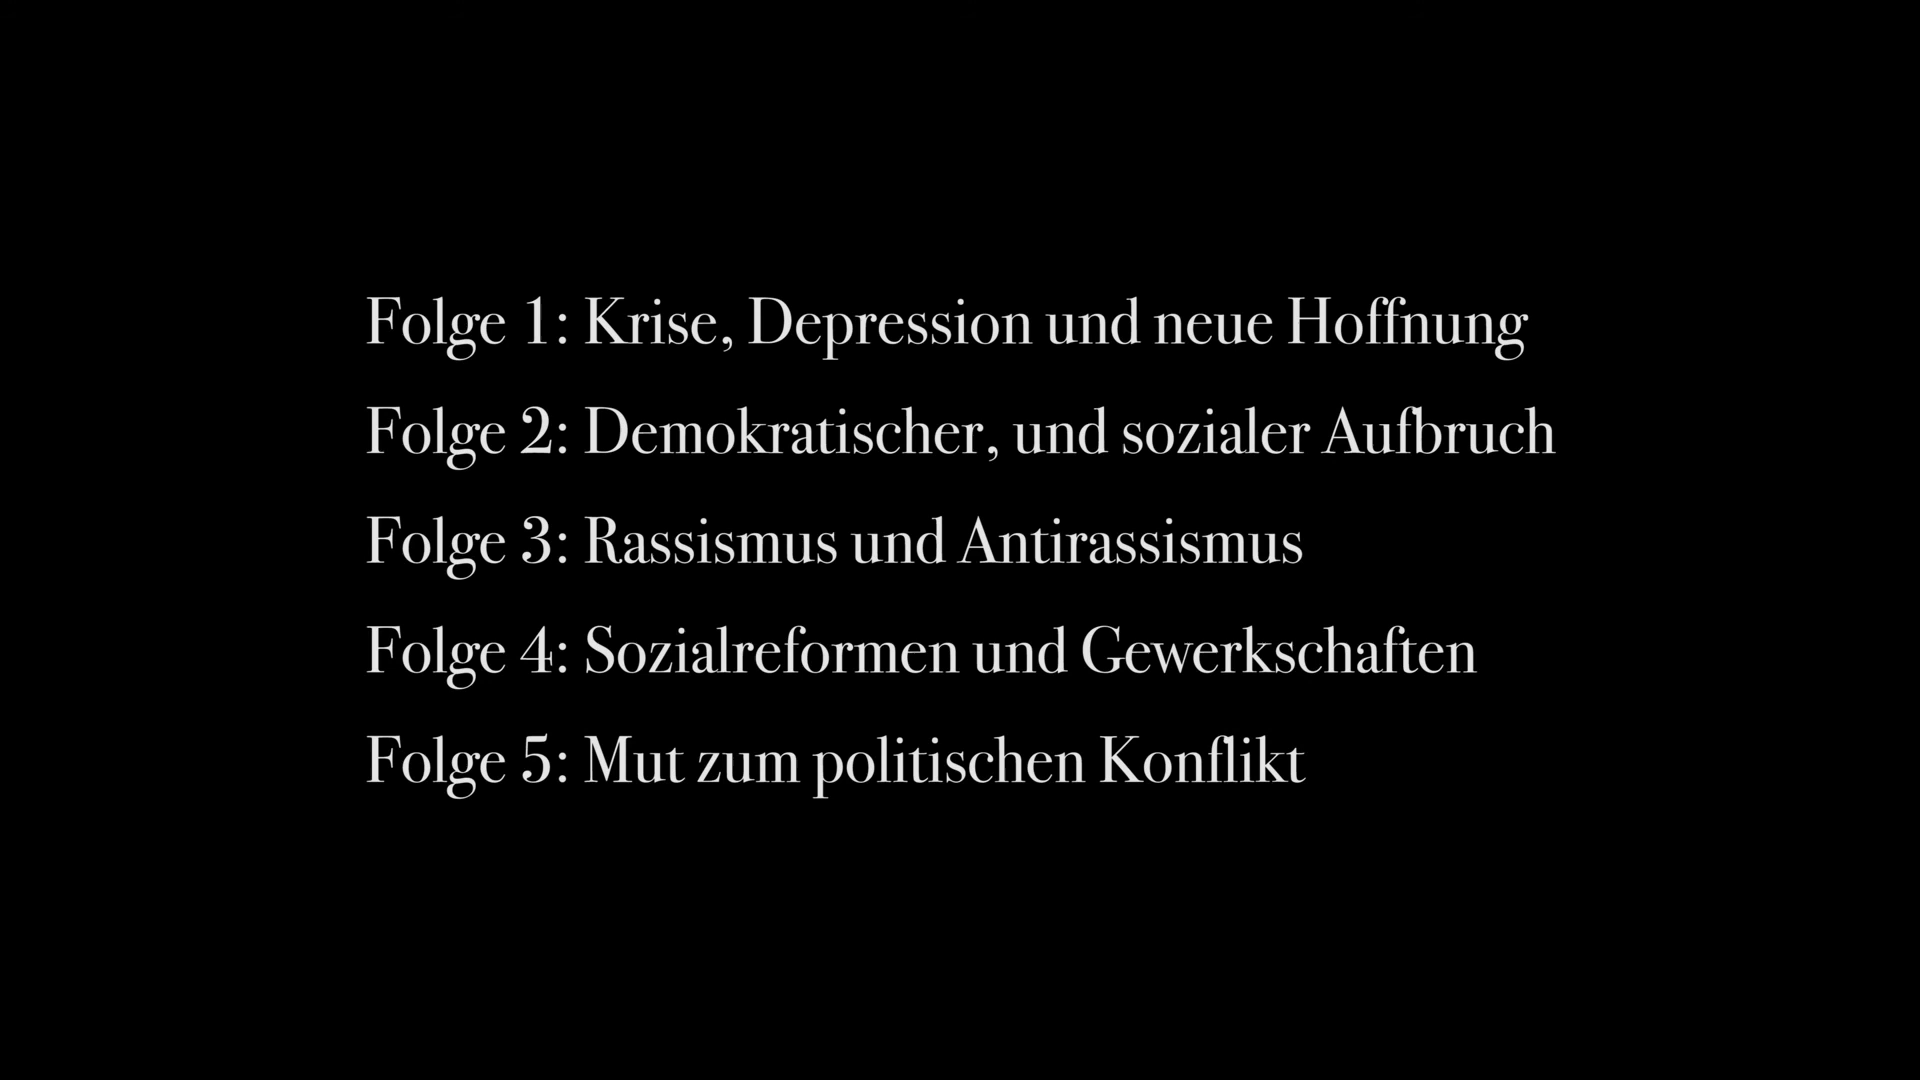 Folge 1: Krise, Depression und neue Hoffnung
Folge 2: Demokratischer, und sozialer Aufbruch
Folge 3: Rassismus und Antirassismus
Folge 4: Sozialreformen und Gewerkschaften
Folge 5: Mut zum politischen Konflikt